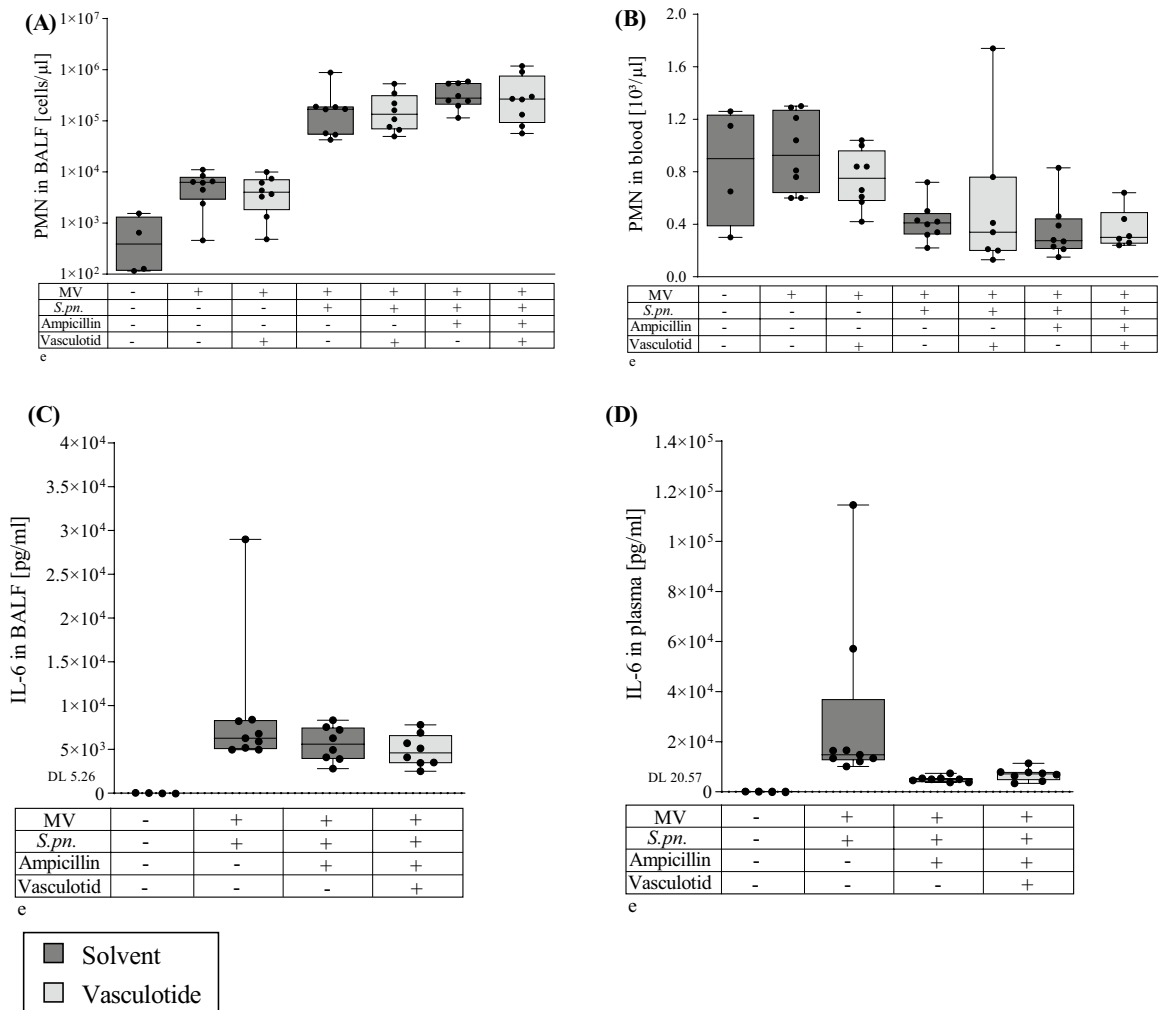 (A)
PMN in BALF [cells/µl]
1×10⁷
1×10⁶
1×10⁵
1×10⁴
1×10³
1×10²
MV - + + + + + +
S.pn. - - - + + + +
Ampicillin - - - - - + +
Vasculotid - - + - + - +
e
(B)
PMN in blood [10³/µl]
1.6
1.2
0.8
0.4
0.0
2.0
MV - + + + + + +
S.pn. - - - + + + +
Ampicillin - - - - - + +
Vasculotid - - + - + - +
e
(C)
IL-6 in BALF [pg/ml]
4×10⁴
3.5×10⁴
3×10⁴
2.5×10⁴
2×10⁴
1.5×10⁴
1×10⁴
5×10³
DL 5.26
0
MV - + + +
S.pn. - + + +
Ampicillin - - + +
Vasculotid - - - +
e
(D)
IL-6 in plasma [pg/ml]
1.4×10⁵
1.2×10⁵
1×10⁵
8×10⁴
6×10⁴
4×10⁴
2×10⁴
DL 20.57
0
MV - + + +
S.pn. - + + +
Ampicillin - - + +
Vasculotid - - - +
e
Solvent
Vasculotide